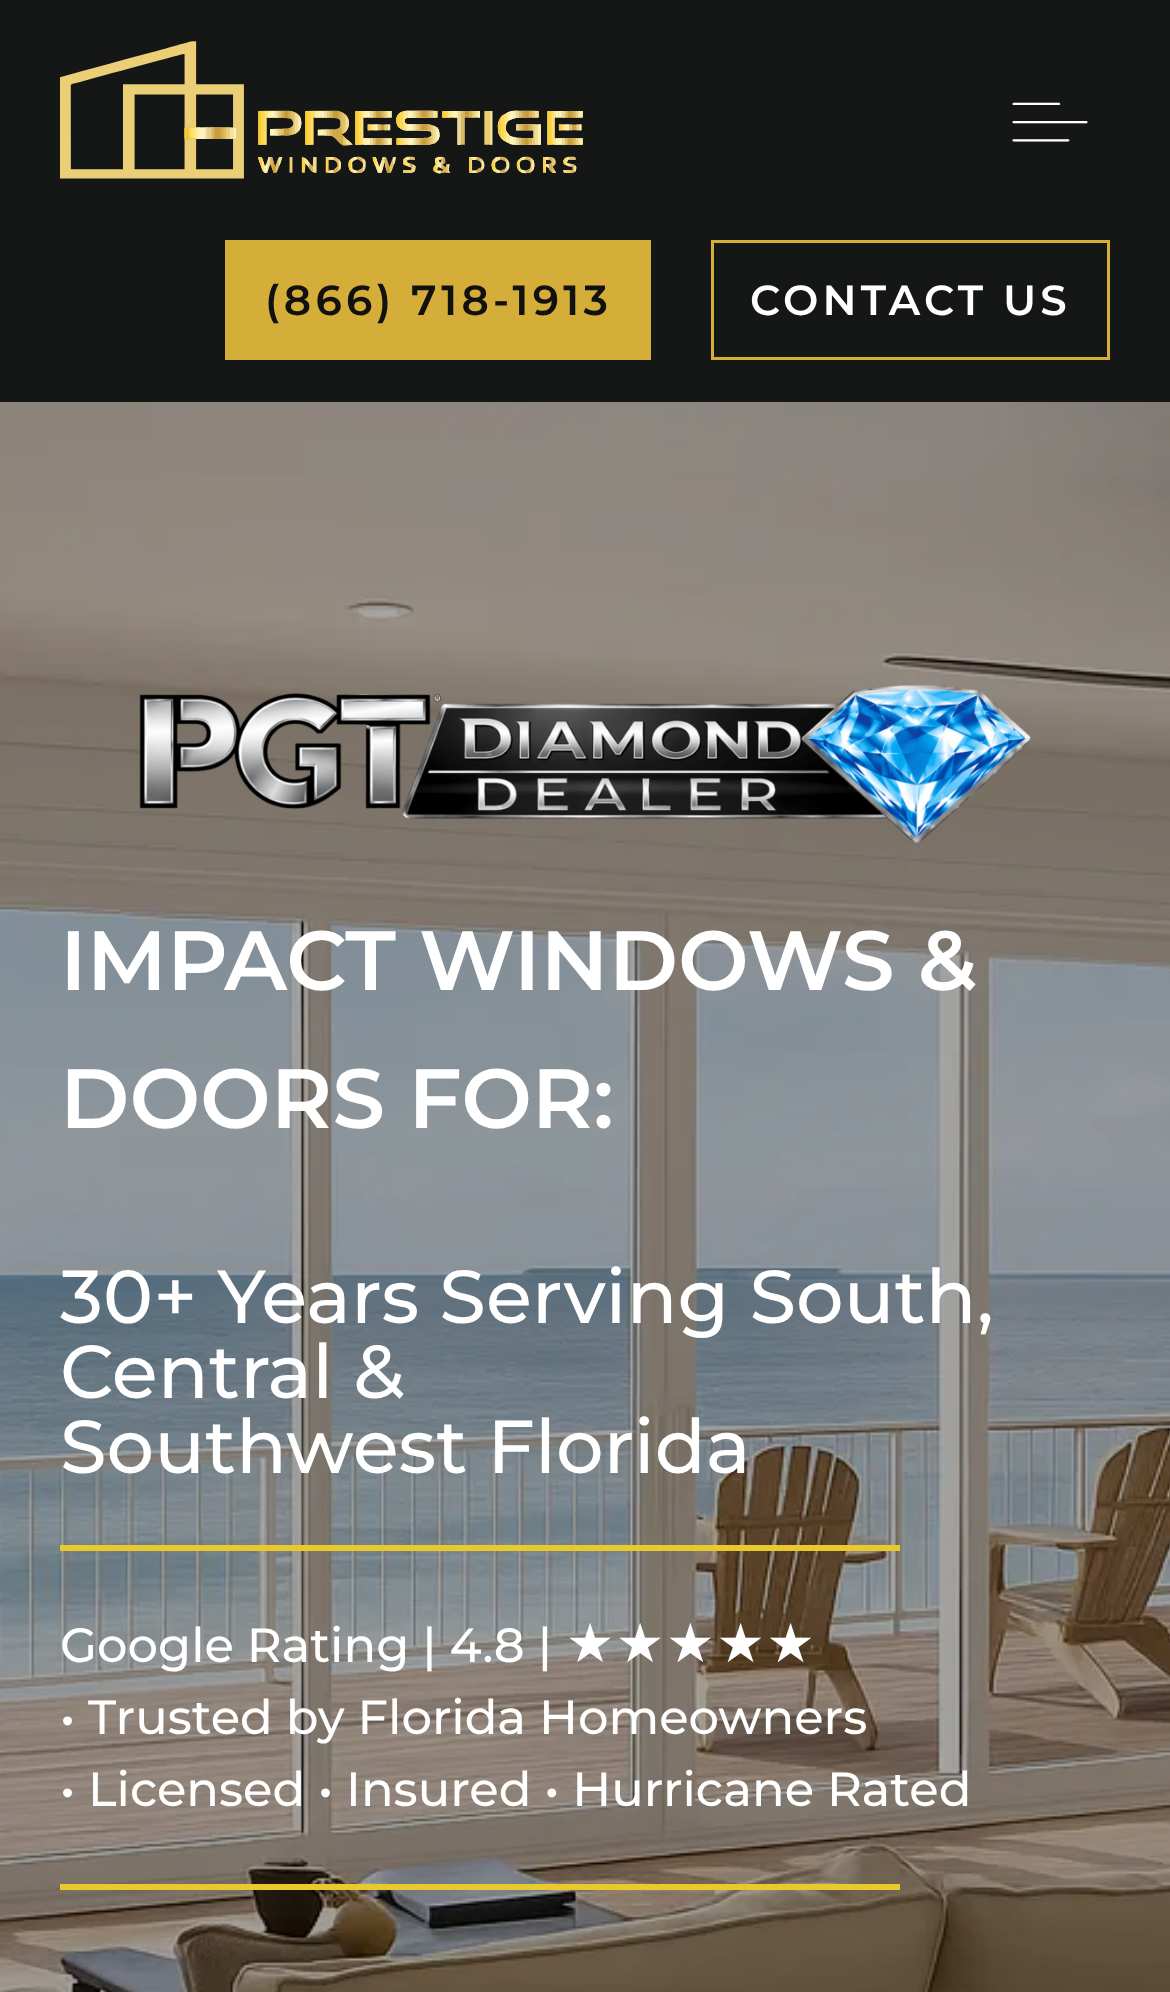 PRESTIGE
WINDOWS & DOORS
(866) 718-1913
CONTACT US
PGT®
DIAMOND
DEALER
IMPACT WINDOWS &
DOORS FOR:
30+ Years Serving South,
Central &
Southwest Florida
Google Rating | 4.8 | ★★★★★
• Trusted by Florida Homeowners
• Licensed • Insured • Hurricane Rated